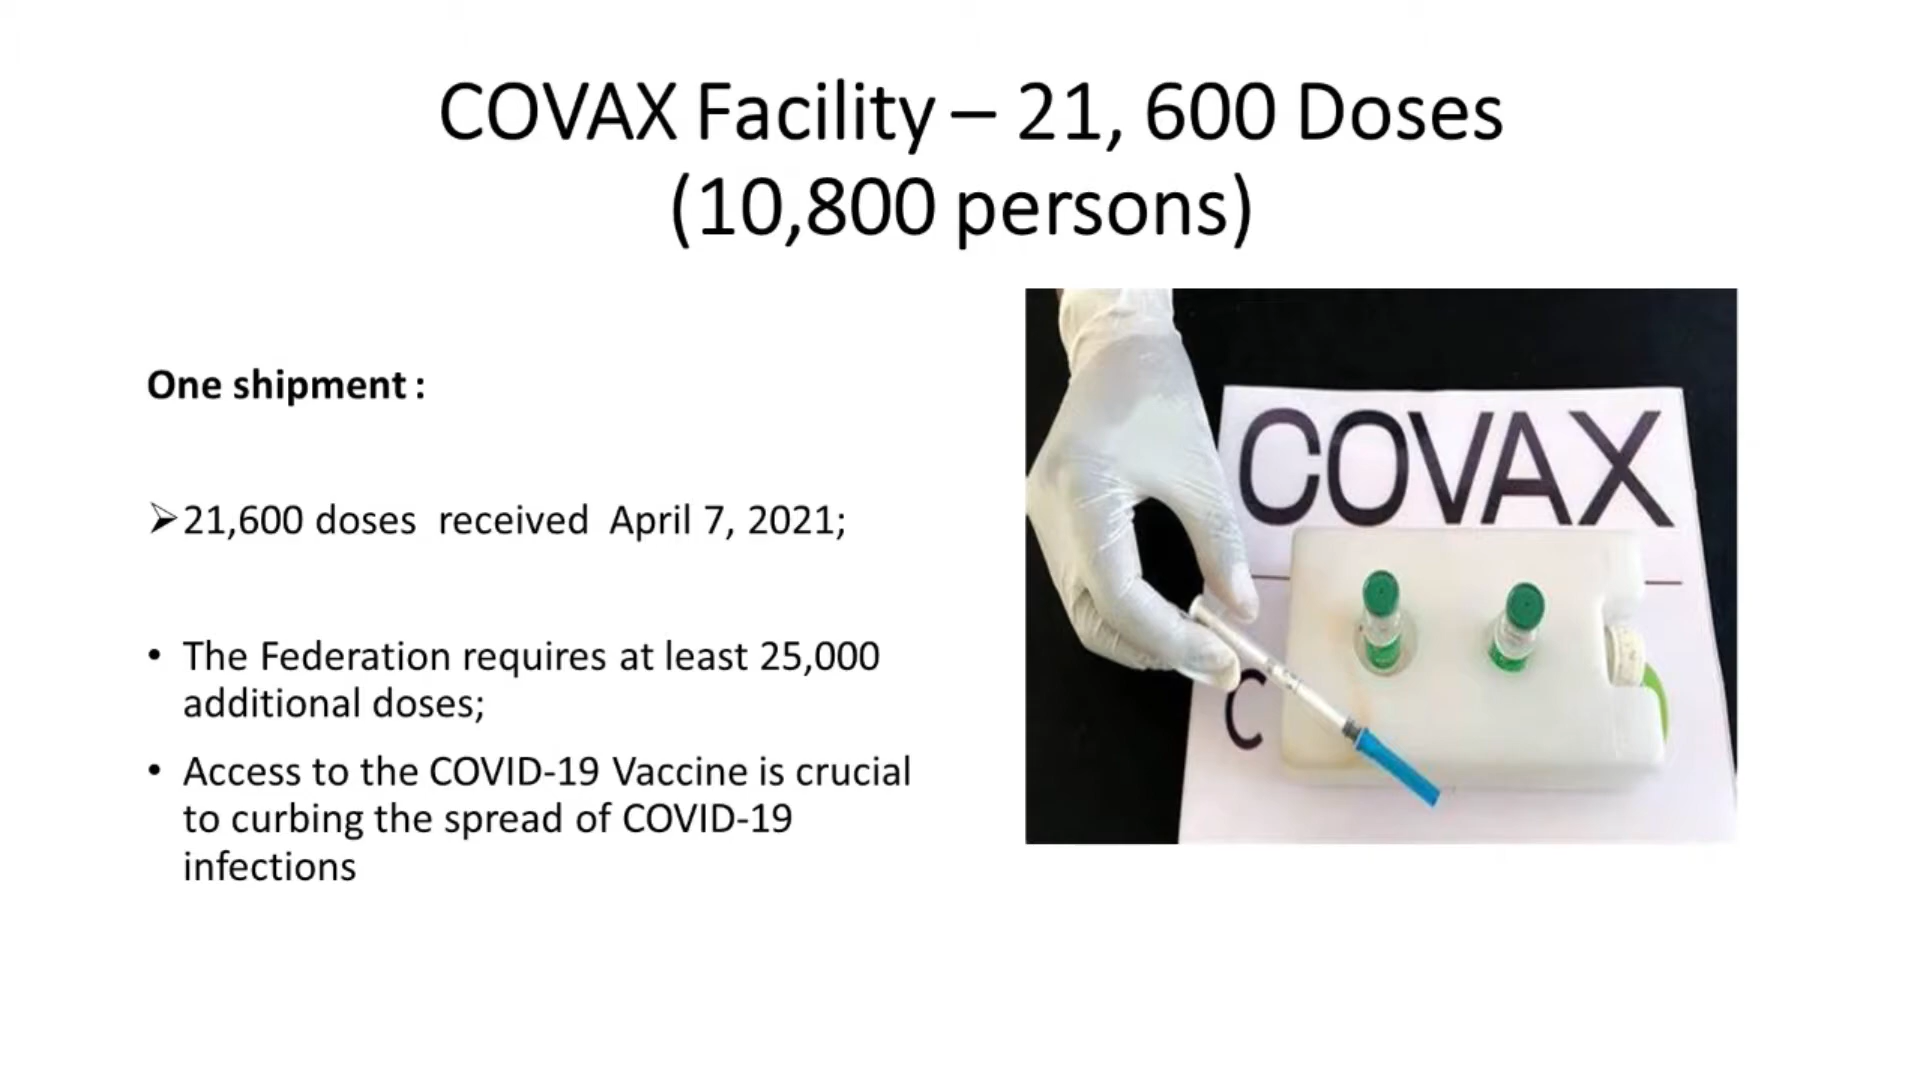 COVAX Facility – 21, 600 Doses
(10,800 persons)
One shipment :
➢21,600 doses  received  April 7, 2021;
• The Federation requires at least 25,000
additional doses;
• Access to the COVID-19 Vaccine is crucial
to curbing the spread of COVID-19
infections
COVAX
C